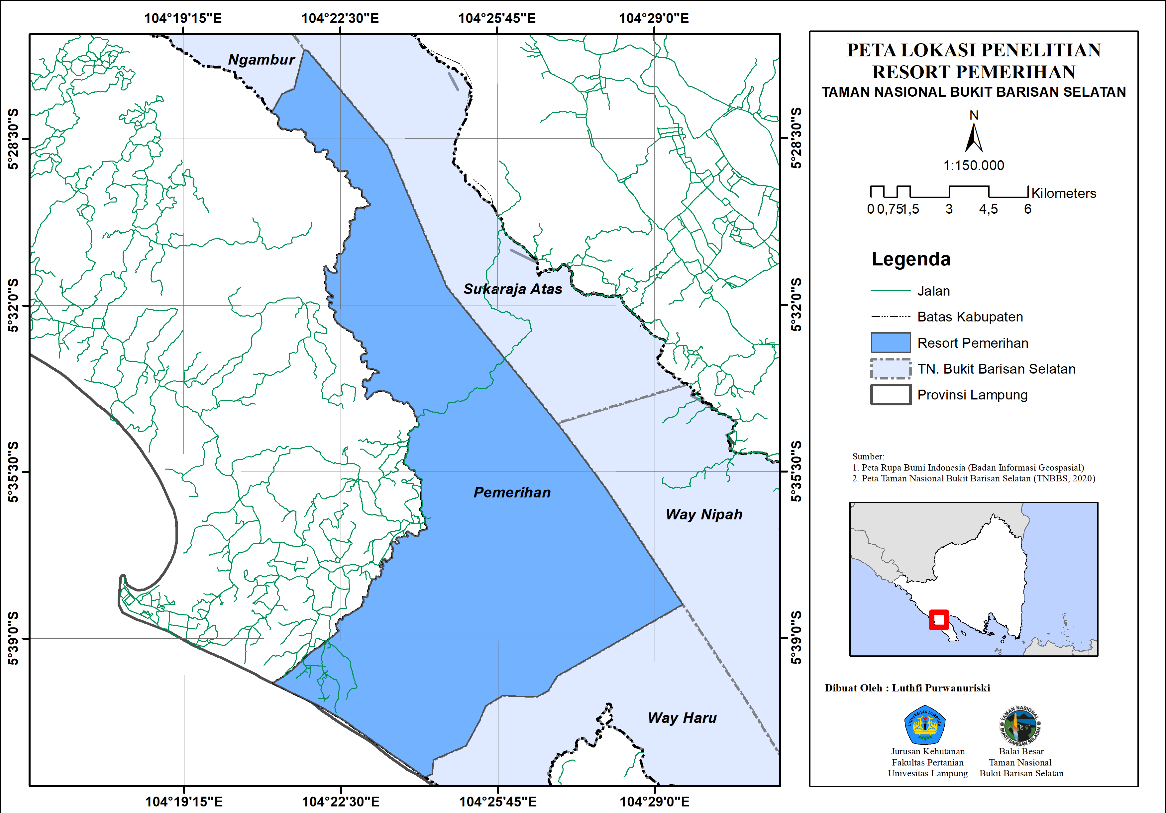 104°19'15"E 104°22'30"E 104°25'45"E 104°29'0"E
5°28'30"S
5°32'0"S
5°35'30"S
5°39'0"S
Ngambur
Sukaraja Atas
Pemerihan
Way Nipah
Way Haru
5°28'30"S
5°32'0"S
5°35'30"S
5°39'0"S
104°19'15"E 104°22'30"E 104°25'45"E 104°29'0"E
PETA LOKASI PENELITIAN
RESORT PEMERIHAN
TAMAN NASIONAL BUKIT BARISAN SELATAN
N
1:150.000
Kilometers
0 0,75 1,5 3 4,5 6
Legenda
Jalan
Batas Kabupaten
Resort Pemerihan
TN. Bukit Barisan Selatan
Provinsi Lampung
Sumber:
1. Peta Rupa Bumi Indonesia (Badan Informasi Geospasial)
2. Peta Taman Nasional Bukit Barisan Selatan (TNBBS, 2020)
Dibuat Oleh : Luthfi Purwanuriski
Jurusan Kehutanan
Fakultas Pertanian
Univesitas Lampung
Balai Besar
Taman Nasional
Bukit Barisan Selatan